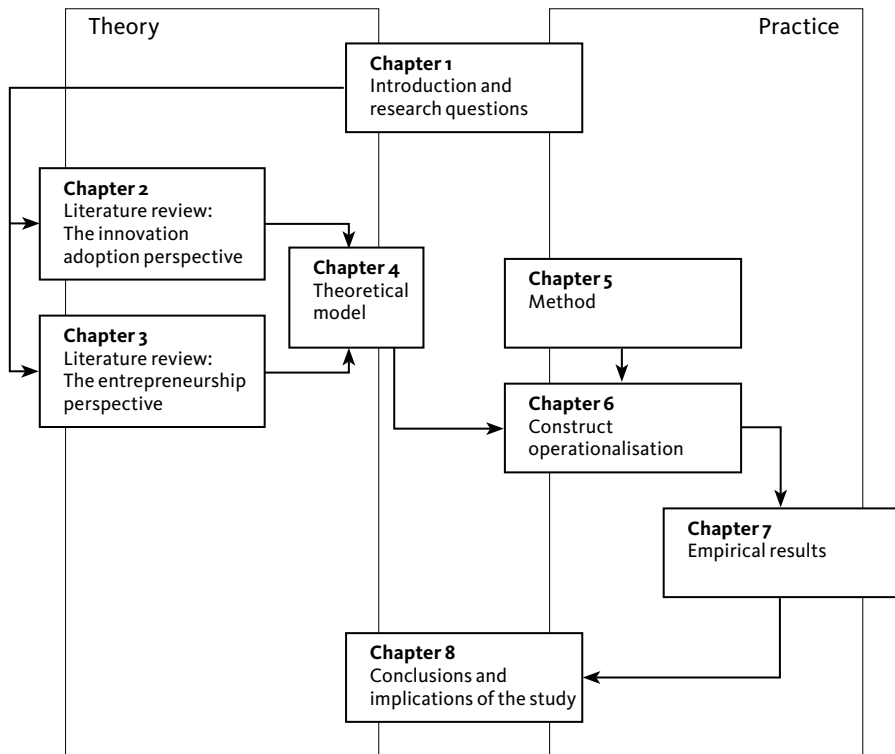 Theory
Practice
Chapter 1
Introduction and
research questions
Chapter 2
Literature review:
The innovation
adoption perspective
Chapter 3
Literature review:
The entrepreneurship
perspective
Chapter 4
Theoretical
model
Chapter 5
Method
Chapter 6
Construct
operationalisation
Chapter 7
Empirical results
Chapter 8
Conclusions and
implications of the study